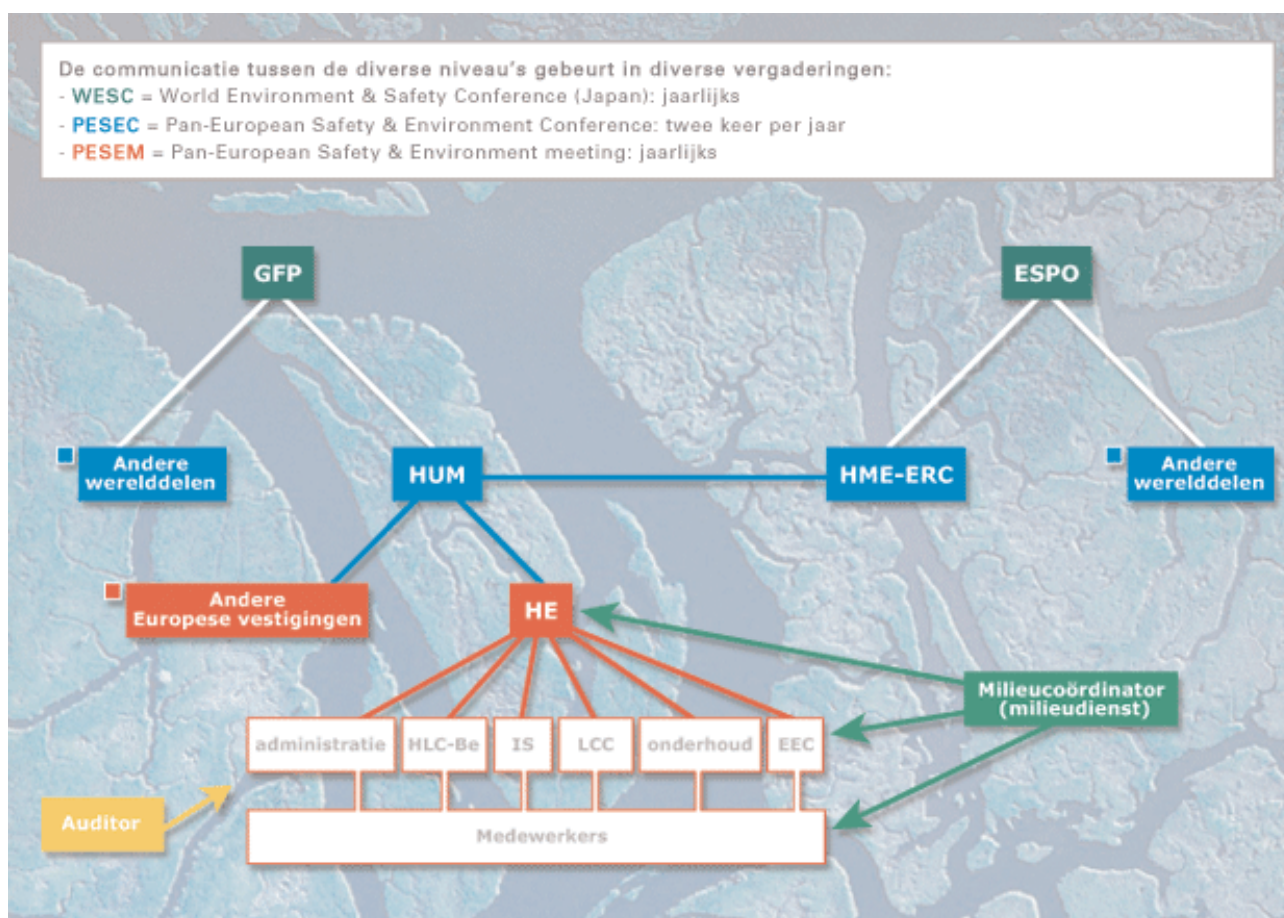 De communicatie tussen de diverse niveau's gebeurt in diverse vergaderingen:
- WESC = World Environment & Safety Conference (Japan): jaarlijks
- PESEC = Pan-European Safety & Environment Conference: twee keer per jaar
- PESEM = Pan-European Safety & Environment meeting: jaarlijks
GFP
ESPO
Andere
werelddelen
HUM
HME-ERC
Andere
werelddelen
Andere
Europese vestigingen
HE
Milieucoördinator
(milieudienst)
administratie
HLC-Be
IS
LCC
onderhoud
EEC
Auditor
Medewerkers